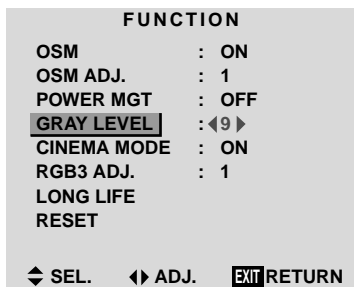 FUNCTION
OSM : ON
OSM ADJ. : 1
POWER MGT : OFF
GRAY LEVEL : 9
CINEMA MODE : ON
RGB3 ADJ. : 1
LONG LIFE
RESET
SEL. ADJ. EXIT RETURN